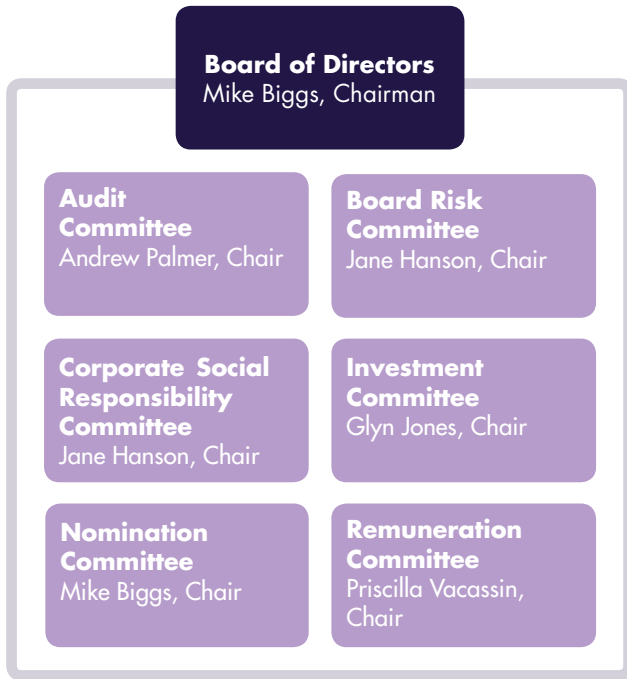 Board of Directors
Mike Biggs, Chairman
Audit
Committee
Andrew Palmer, Chair
Board Risk
Committee
Jane Hanson, Chair
Corporate Social
Responsibility
Committee
Jane Hanson, Chair
Investment
Committee
Glyn Jones, Chair
Nomination
Committee
Mike Biggs, Chair
Remuneration
Committee
Priscilla Vacassin,
Chair